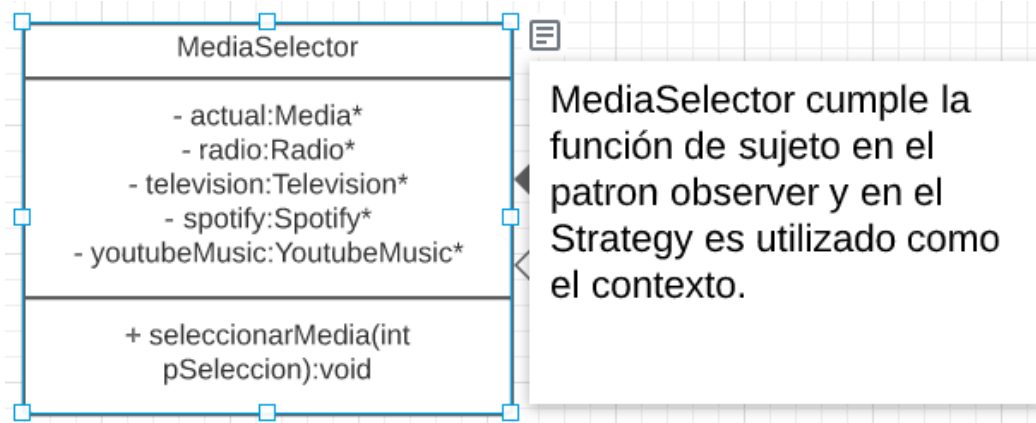 MediaSelector
- actual:Media*
- radio:Radio*
- television:Television*
- spotify:Spotify*
- youtubeMusic:YoutubeMusic*
+ seleccionarMedia(int
pSeleccion):void
MediaSelector cumple la
función de sujeto en el
patron observer y en el
Strategy es utilizado como
el contexto.